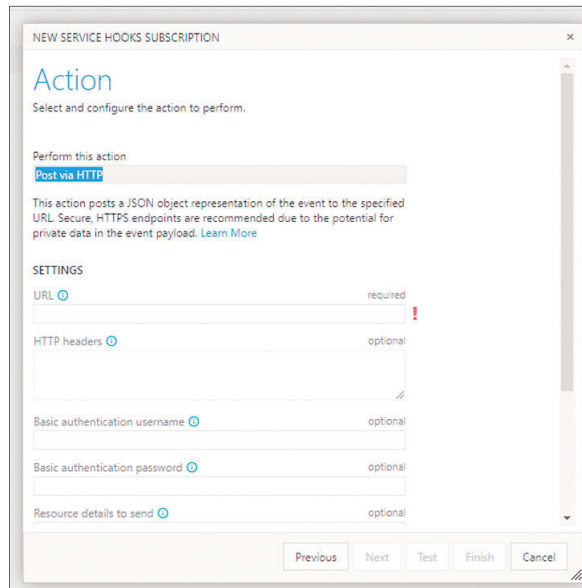 NEW SERVICE HOOKS SUBSCRIPTION
Action
Select and configure the action to perform.
Perform this action
Post via HTTP
This action posts a JSON object representation of the event to the specified
URL. Secure, HTTPS endpoints are recommended due to the potential for
private data in the event payload. Learn More
SETTINGS
URL required
!
HTTP headers optional
Basic authentication username optional
Basic authentication password optional
Resource details to send optional
Previous Next Test Finish Cancel